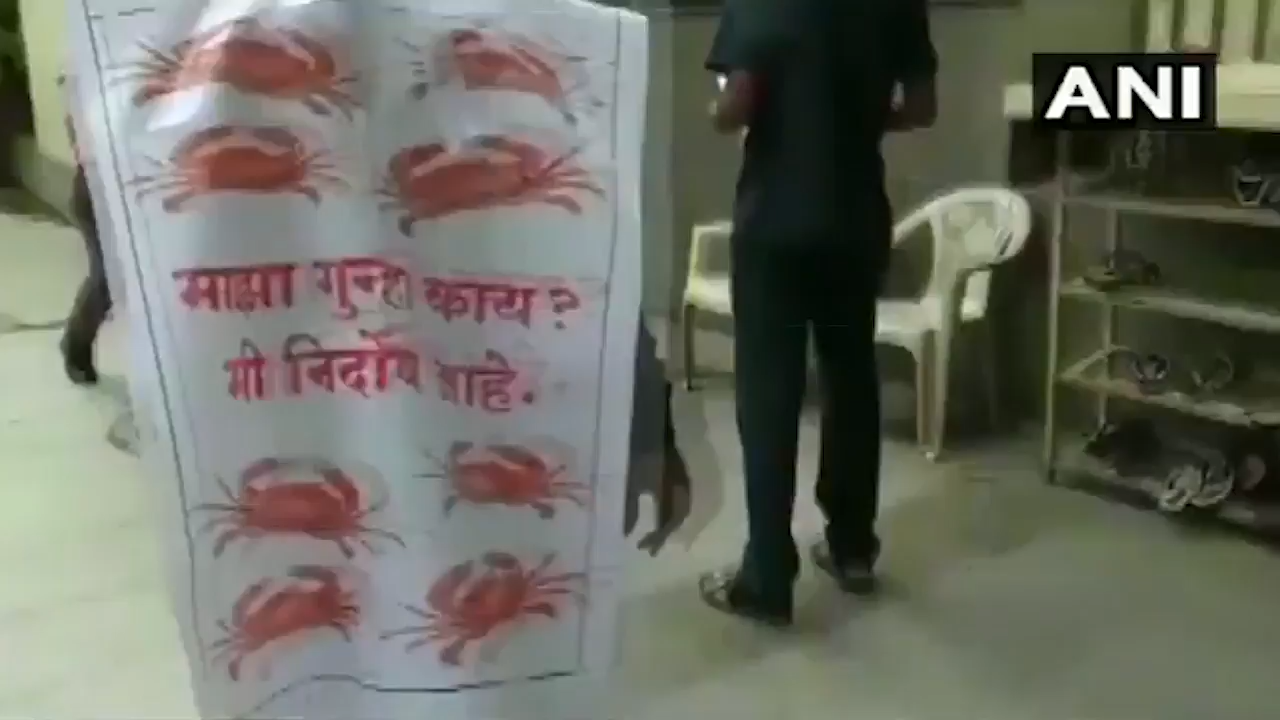 ANI
माझा गुन्हा काय ?
मी निर्दोष आहे.